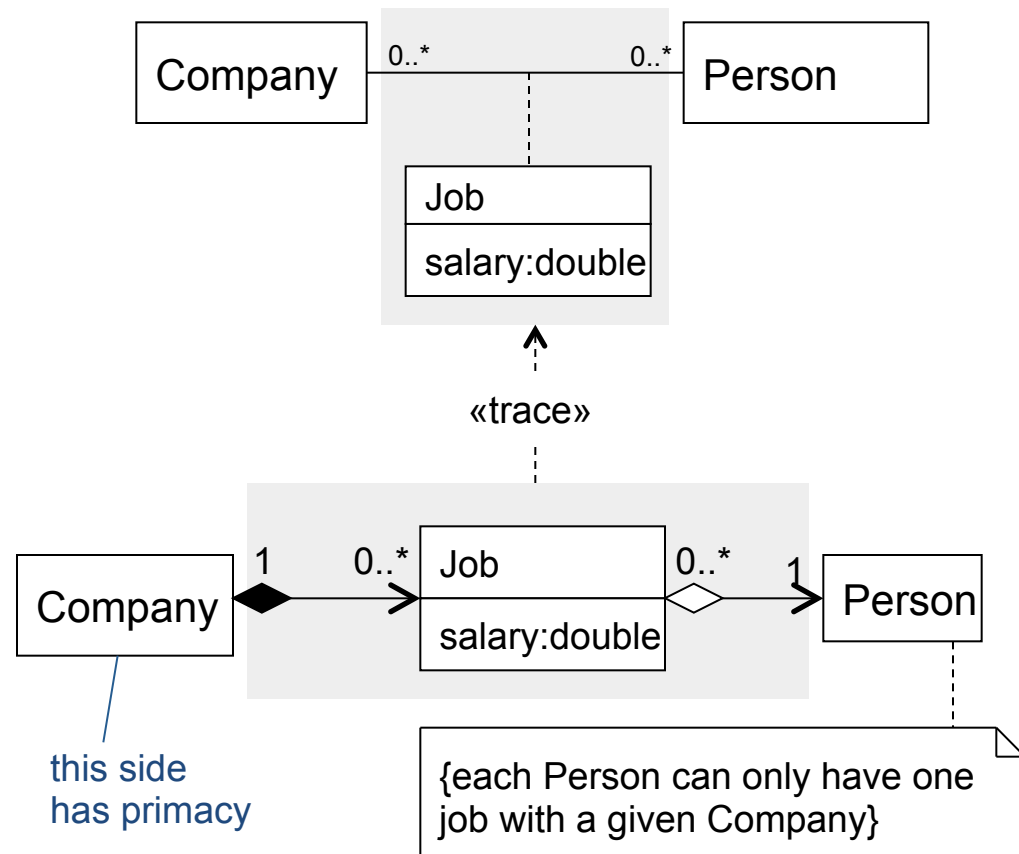 Company
0..*
0..*
Person
Job
salary:double
«trace»
Company
1
0..*
Job
salary:double
0..*
1
Person
this side
has primacy
{each Person can only have one
job with a given Company}